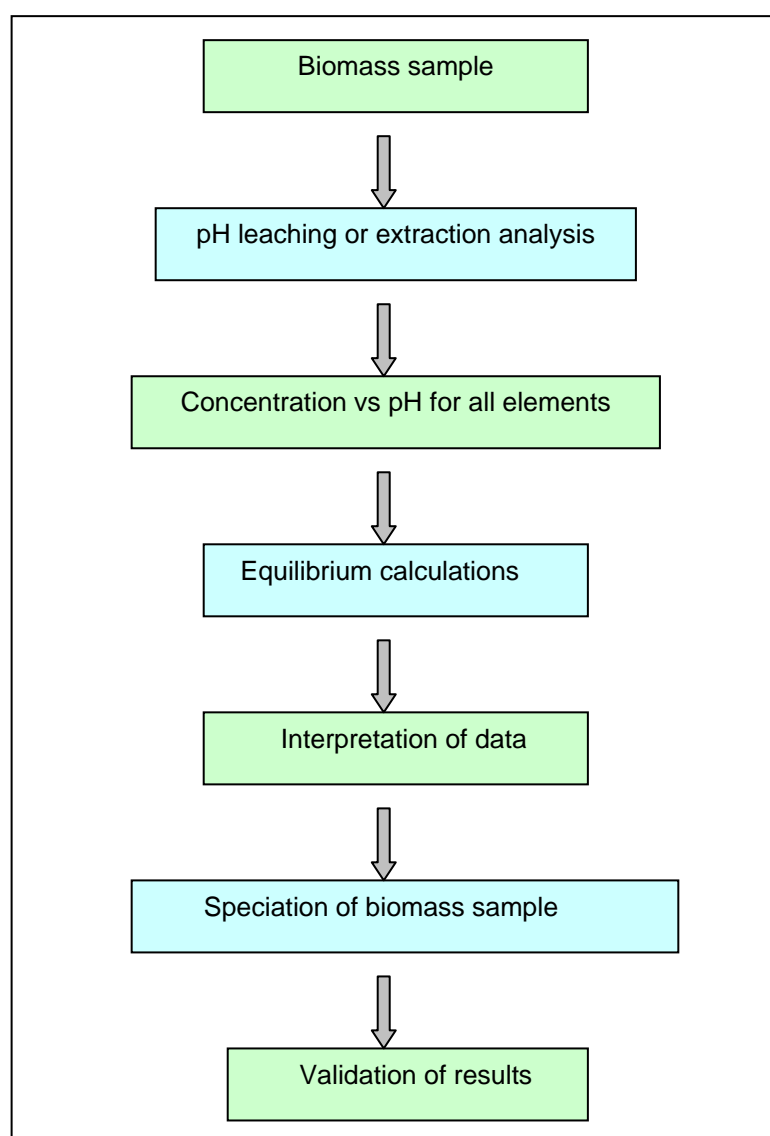 Biomass sample
pH leaching or extraction analysis
Concentration vs pH for all elements
Equilibrium calculations
Interpretation of data
Speciation of biomass sample
Validation of results